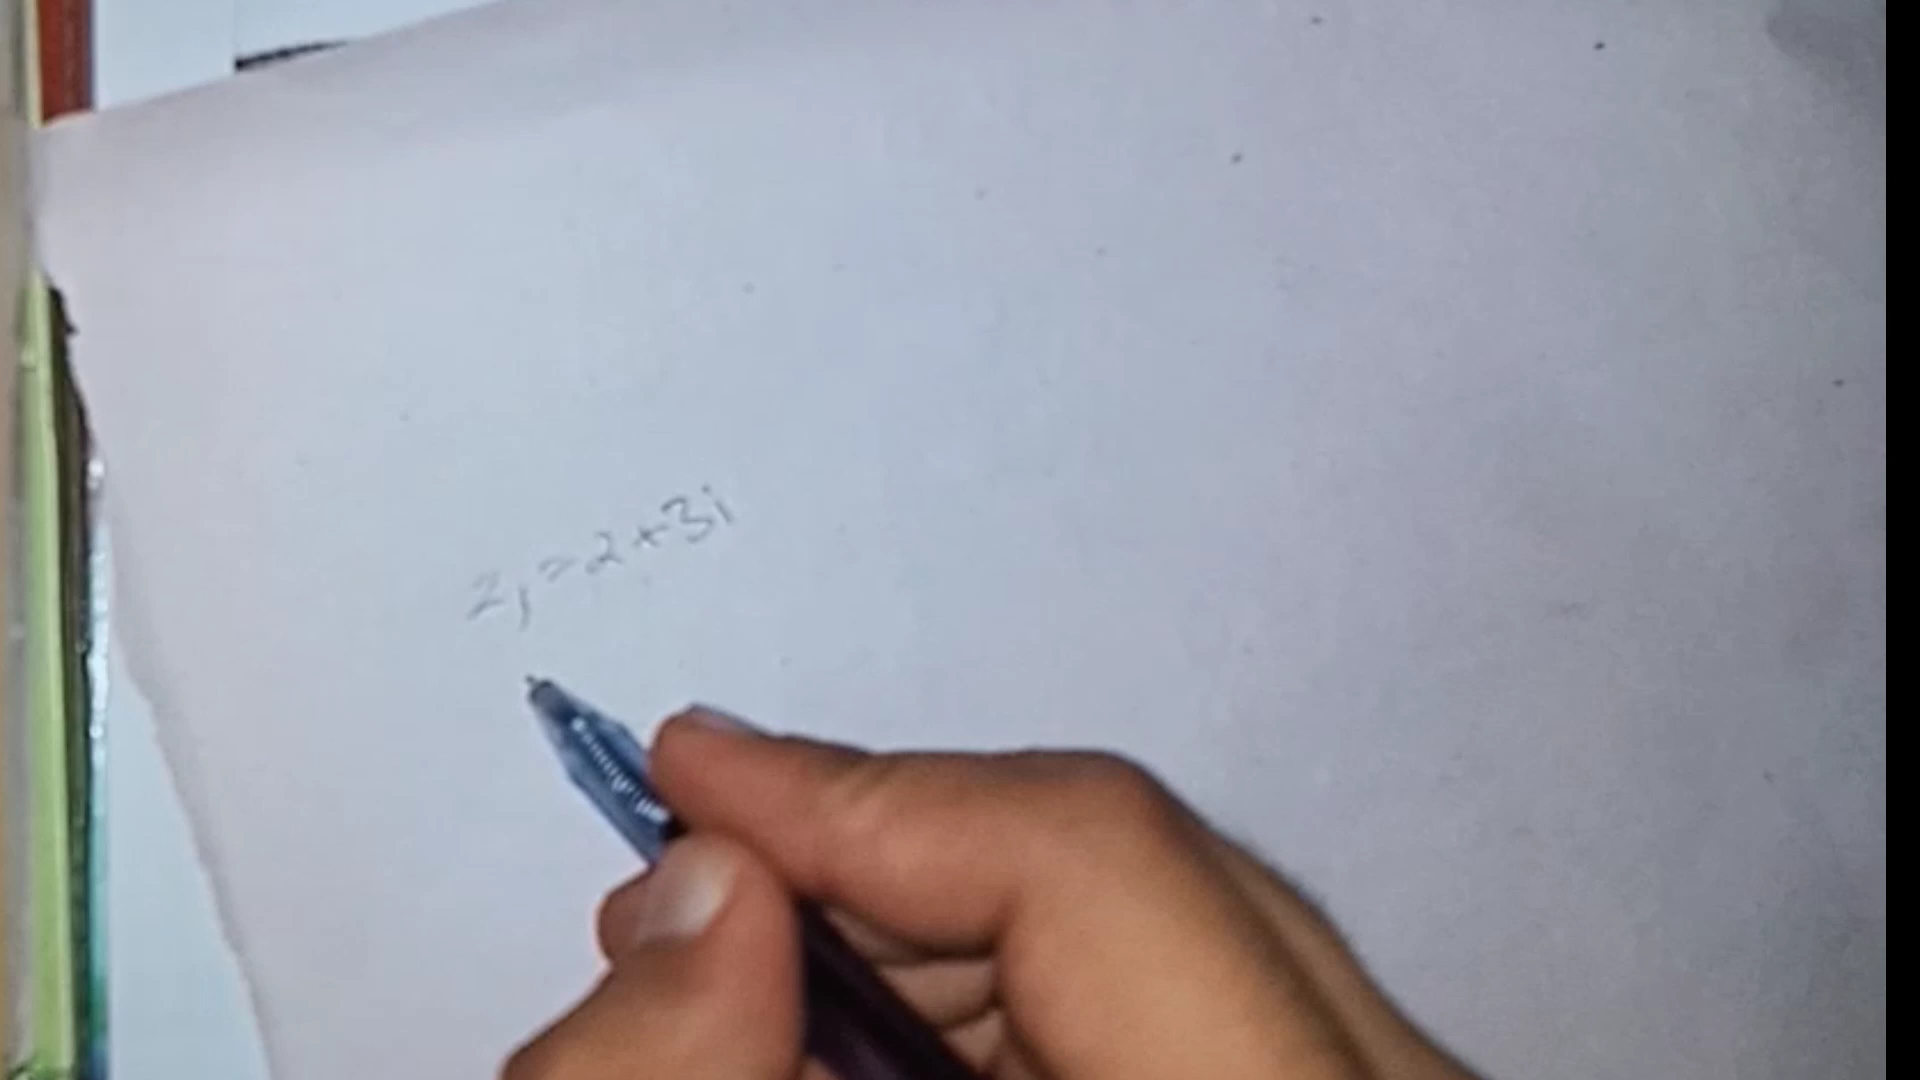 z₁ = 2 + 3i